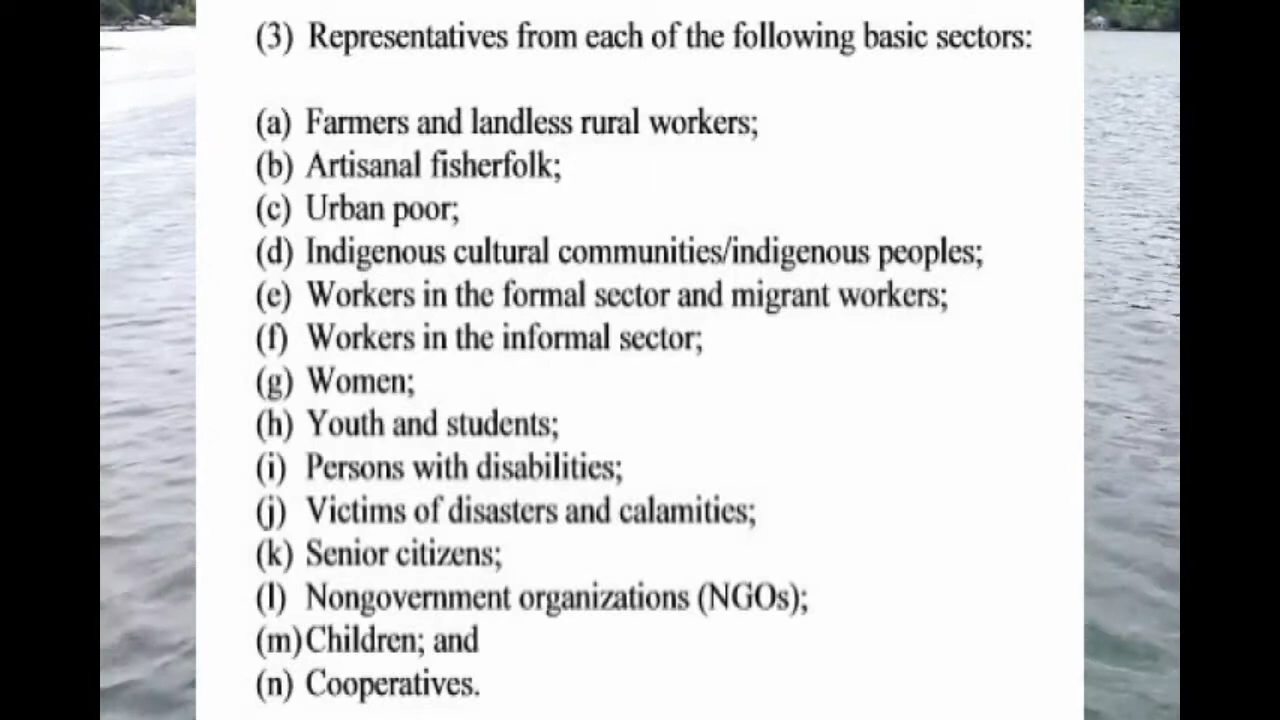 (3) Representatives from each of the following basic sectors:
(a) Farmers and landless rural workers;
(b) Artisanal fisherfolk;
(c) Urban poor;
(d) Indigenous cultural communities/indigenous peoples;
(e) Workers in the formal sector and migrant workers;
(f) Workers in the informal sector;
(g) Women;
(h) Youth and students;
(i) Persons with disabilities;
(j) Victims of disasters and calamities;
(k) Senior citizens;
(l) Nongovernment organizations (NGOs);
(m) Children; and
(n) Cooperatives.